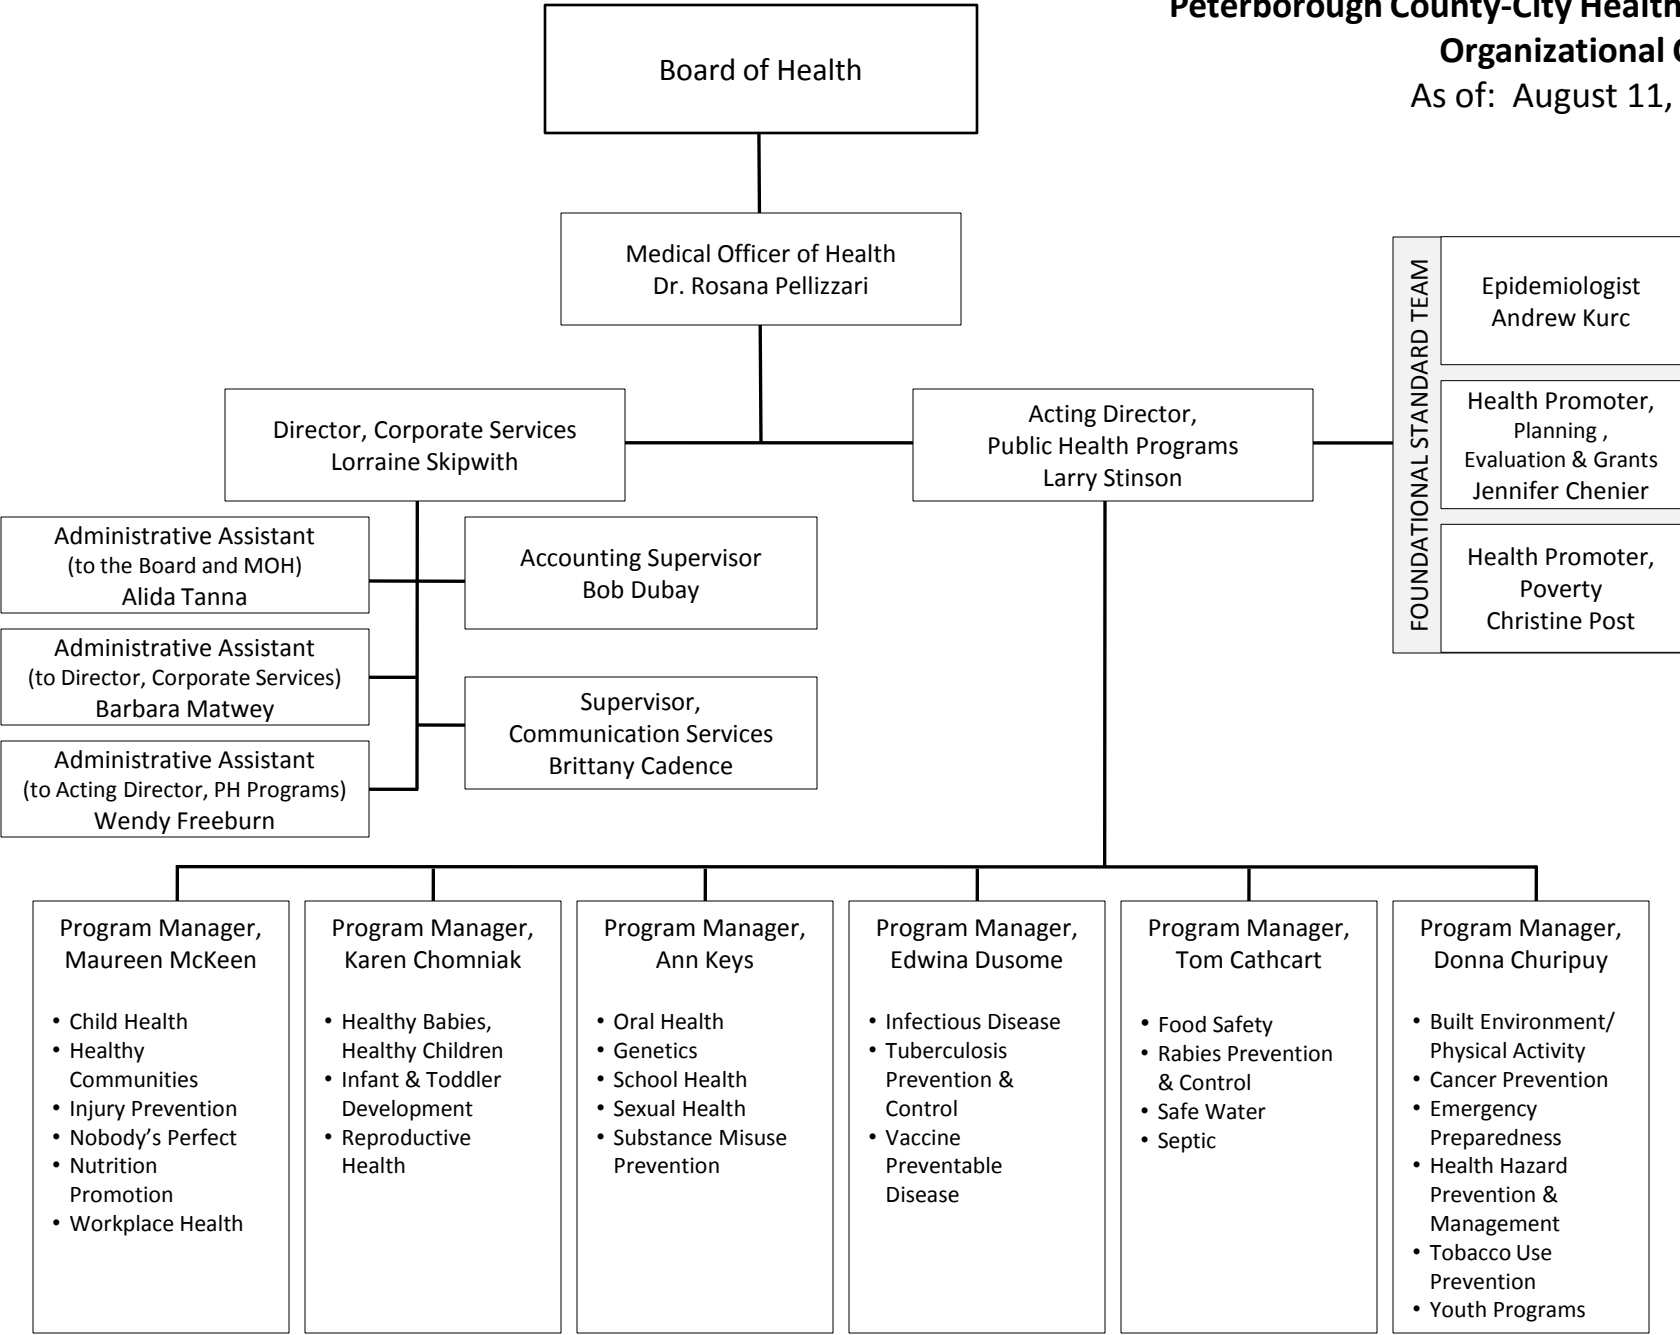 Peterborough County-City Health
Organizational
As of: August 11,
Board of Health
Medical Officer of Health
Dr. Rosana Pellizzari
Director, Corporate Services
Lorraine Skipwith
Acting Director,
Public Health Programs
Larry Stinson
FOUNDATIONAL STANDARD TEAM
Epidemiologist
Andrew Kurc
Health Promoter,
Planning ,
Evaluation & Grants
Jennifer Chenier
Health Promoter,
Poverty
Christine Post
Administrative Assistant
(to the Board and MOH)
Alida Tanna
Administrative Assistant
(to Director, Corporate Services)
Barbara Matwey
Administrative Assistant
(to Acting Director, PH Programs)
Wendy Freeburn
Accounting Supervisor
Bob Dubay
Supervisor,
Communication Services
Brittany Cadence
Program Manager,
Maureen McKeen
• Child Health
• Healthy
Communities
• Injury Prevention
• Nobody’s Perfect
• Nutrition
Promotion
• Workplace Health
Program Manager,
Karen Chomniak
• Healthy Babies,
Healthy Children
• Infant & Toddler
Development
• Reproductive
Health
Program Manager,
Ann Keys
• Oral Health
• Genetics
• School Health
• Sexual Health
• Substance Misuse
Prevention
Program Manager,
Edwina Dusome
• Infectious Disease
• Tuberculosis
Prevention &
Control
• Vaccine
Preventable
Disease
Program Manager,
Tom Cathcart
• Food Safety
• Rabies Prevention
& Control
• Safe Water
• Septic
Program Manager,
Donna Churipuy
• Built Environment/
Physical Activity
• Cancer Prevention
• Emergency
Preparedness
• Health Hazard
Prevention &
Management
• Tobacco Use
Prevention
• Youth Programs